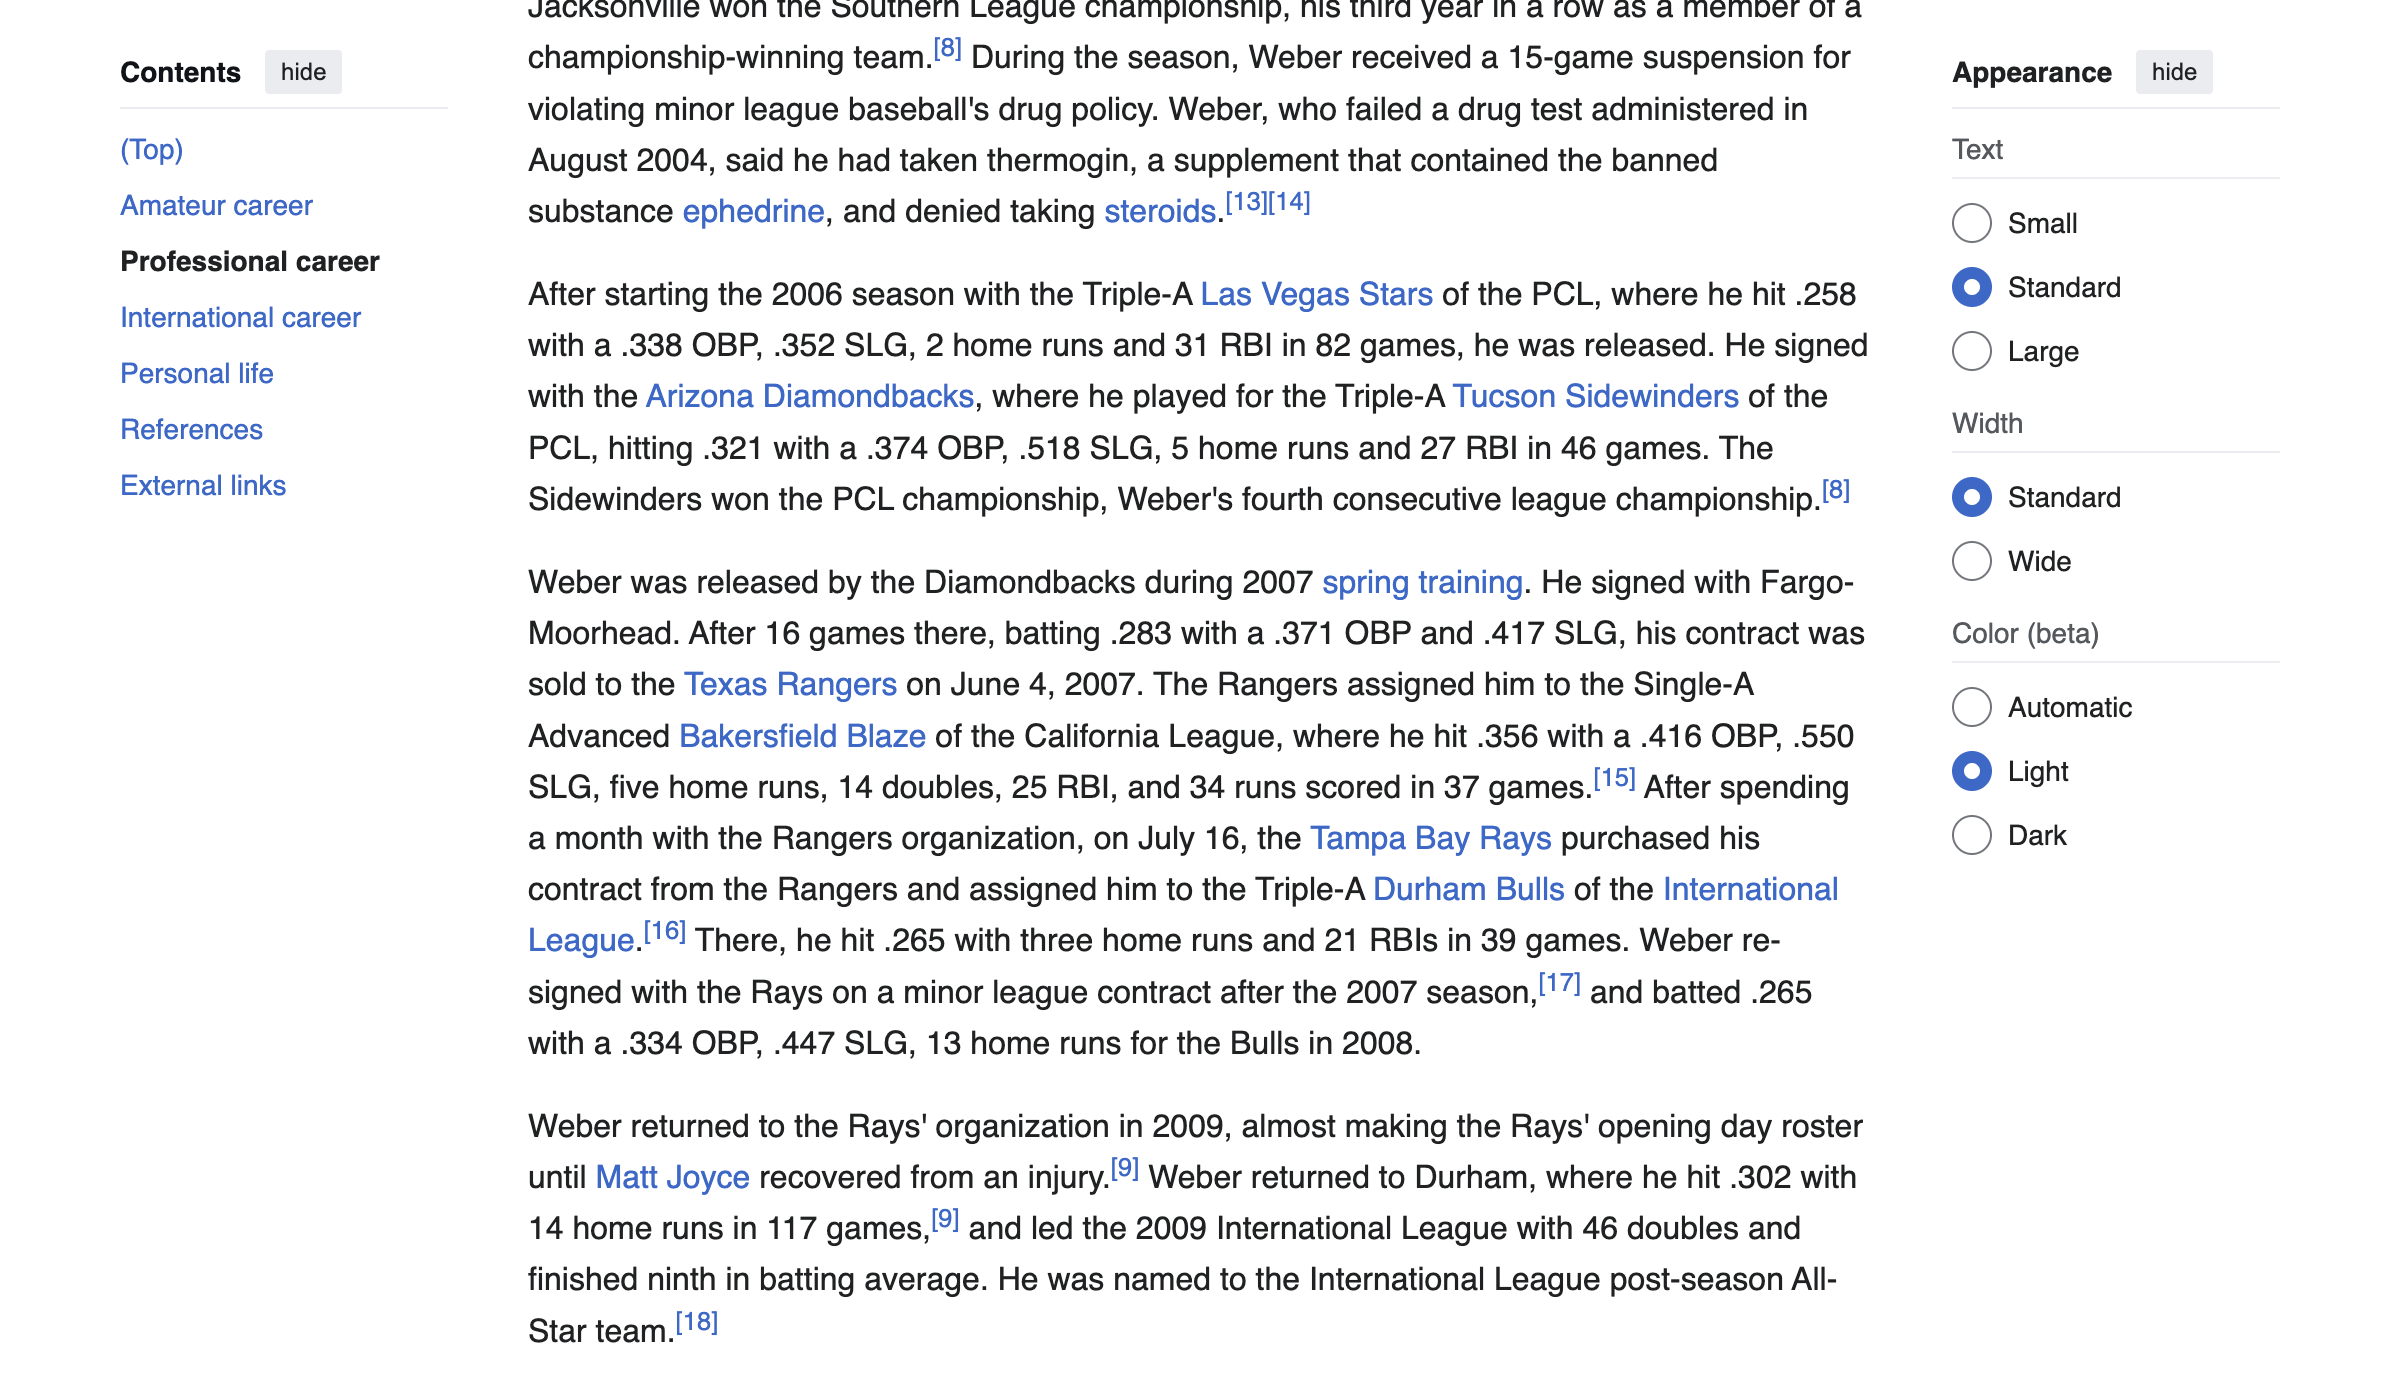 Contents hide
(Top)
Amateur career
Professional career
International career
Personal life
References
External links
Jacksonville won the Southern League championship, his third year in a row as a member of a
championship-winning team.[8] During the season, Weber received a 15-game suspension for
violating minor league baseball's drug policy. Weber, who failed a drug test administered in
August 2004, said he had taken thermogin, a supplement that contained the banned
substance ephedrine, and denied taking steroids.[13][14]
After starting the 2006 season with the Triple-A Las Vegas Stars of the PCL, where he hit .258
with a .338 OBP, .352 SLG, 2 home runs and 31 RBI in 82 games, he was released. He signed
with the Arizona Diamondbacks, where he played for the Triple-A Tucson Sidewinders of the
PCL, hitting .321 with a .374 OBP, .518 SLG, 5 home runs and 27 RBI in 46 games. The
Sidewinders won the PCL championship, Weber's fourth consecutive league championship.[8]
Weber was released by the Diamondbacks during 2007 spring training. He signed with Fargo-
Moorhead. After 16 games there, batting .283 with a .371 OBP and .417 SLG, his contract was
sold to the Texas Rangers on June 4, 2007. The Rangers assigned him to the Single-A
Advanced Bakersfield Blaze of the California League, where he hit .356 with a .416 OBP, .550
SLG, five home runs, 14 doubles, 25 RBI, and 34 runs scored in 37 games.[15] After spending
a month with the Rangers organization, on July 16, the Tampa Bay Rays purchased his
contract from the Rangers and assigned him to the Triple-A Durham Bulls of the International
League.[16] There, he hit .265 with three home runs and 21 RBIs in 39 games. Weber re-
signed with the Rays on a minor league contract after the 2007 season,[17] and batted .265
with a .334 OBP, .447 SLG, 13 home runs for the Bulls in 2008.
Weber returned to the Rays' organization in 2009, almost making the Rays' opening day roster
until Matt Joyce recovered from an injury.[9] Weber returned to Durham, where he hit .302 with
14 home runs in 117 games,[9] and led the 2009 International League with 46 doubles and
finished ninth in batting average. He was named to the International League post-season All-
Star team.[18]
Appearance hide
Text
Small
Standard
Large
Width
Standard
Wide
Color (beta)
Automatic
Light
Dark